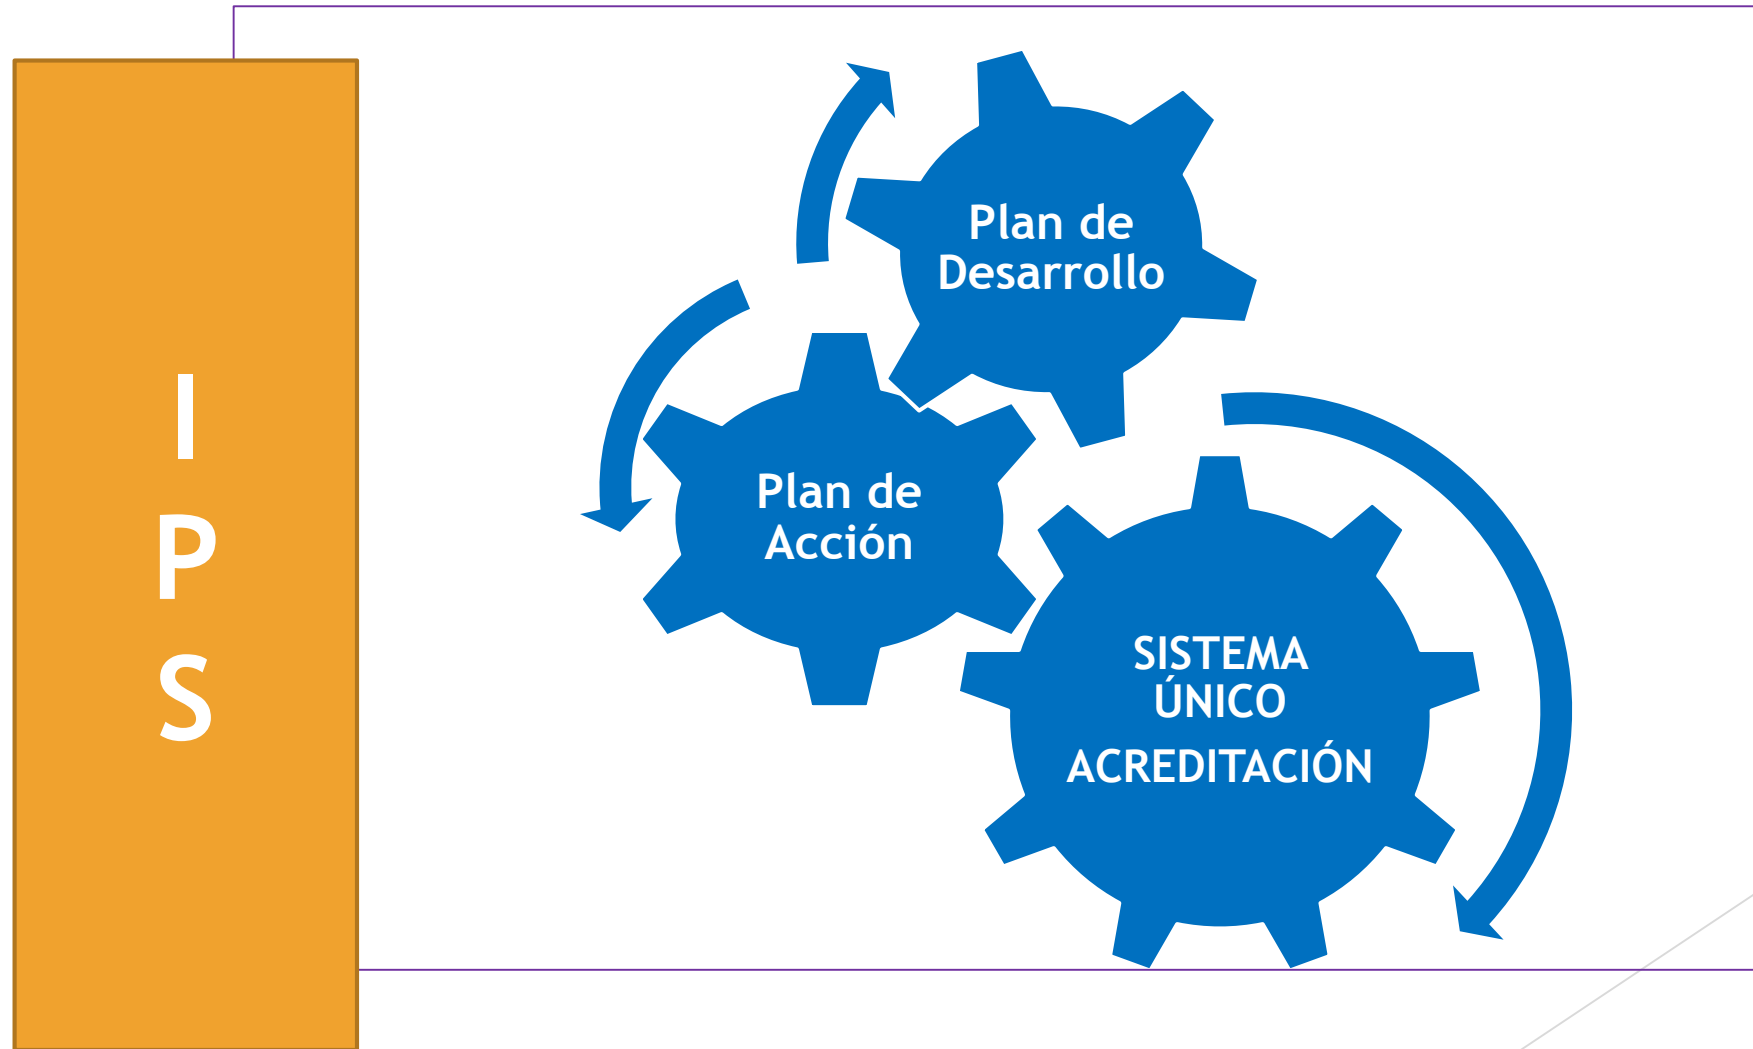 I
P
S
Plan de
Desarrollo
Plan de
Acción
SISTEMA
ÚNICO
ACREDITACIÓN